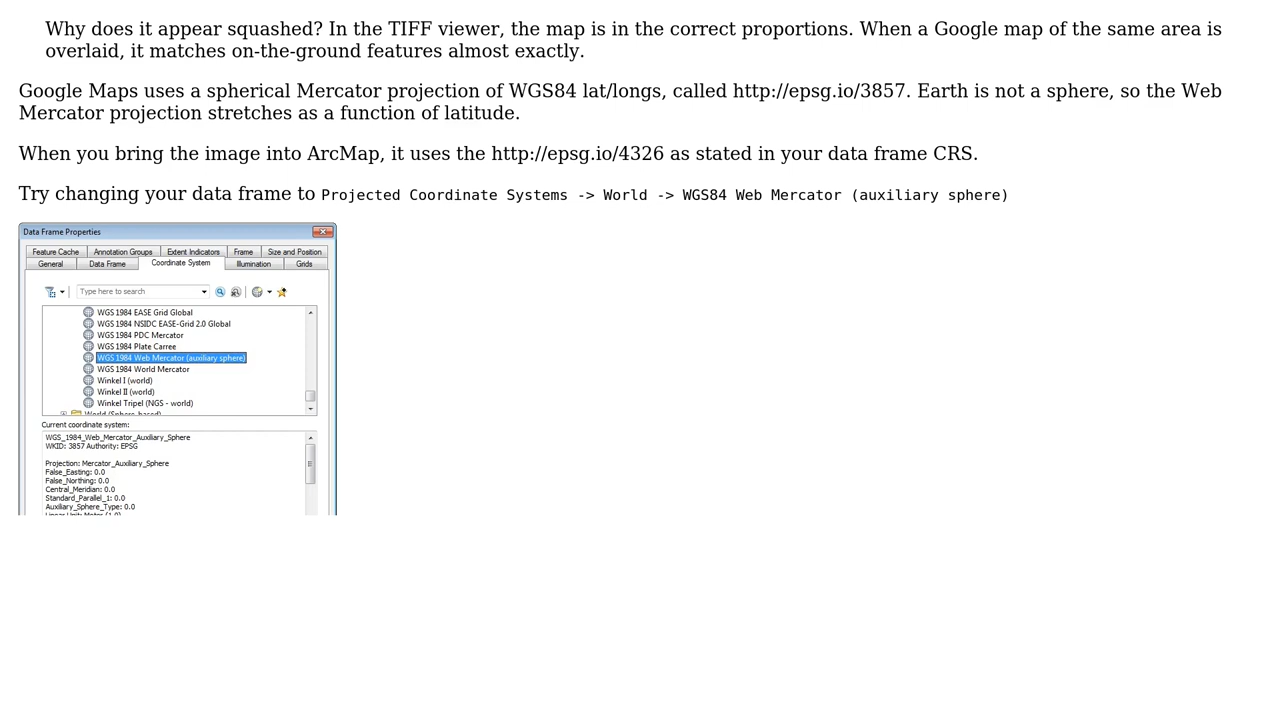 Why does it appear squashed? In the TIFF viewer, the map is in the correct proportions. When a Google map of the same area is
overlaid, it matches on-the-ground features almost exactly.
Google Maps uses a spherical Mercator projection of WGS84 lat/longs, called http://epsg.io/3857. Earth is not a sphere, so the Web
Mercator projection stretches as a function of latitude.
When you bring the image into ArcMap, it uses the http://epsg.io/4326 as stated in your data frame CRS.
Try changing your data frame to Projected Coordinate Systems -> World -> WGS84 Web Mercator (auxiliary sphere)
Data Frame Properties
Feature Cache Annotation Groups Extent Indicators Frame Size and Position
General Data Frame Coordinate System Illumination Grids
Type here to search
WGS 1984 EASE Grid Global
WGS 1984 NSIDC EASE-Grid 2.0 Global
WGS 1984 PDC Mercator
WGS 1984 Plate Carree
WGS 1984 Web Mercator (auxiliary sphere)
WGS 1984 World Mercator
Winkel I (world)
Winkel II (world)
Winkel Tripel (NGS - world)
World (Sphere-based)
Current coordinate system:
WGS_1984_Web_Mercator_Auxiliary_Sphere
WKID: 3857 Authority: EPSG
Projection: Mercator_Auxiliary_Sphere
False_Easting: 0.0
False_Northing: 0.0
Central_Meridian: 0.0
Standard_Parallel_1: 0.0
Auxiliary_Sphere_Type: 0.0
Linear Unit: Meter (1.0)